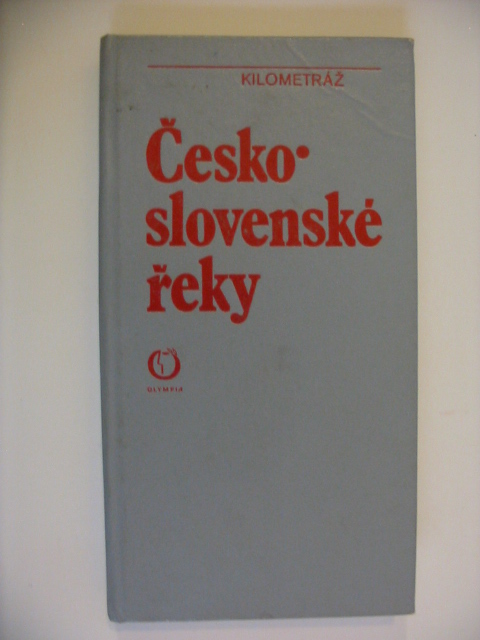 KILOMETRÁŽ
Česko•
slovenské
řeky
OLYMPIA